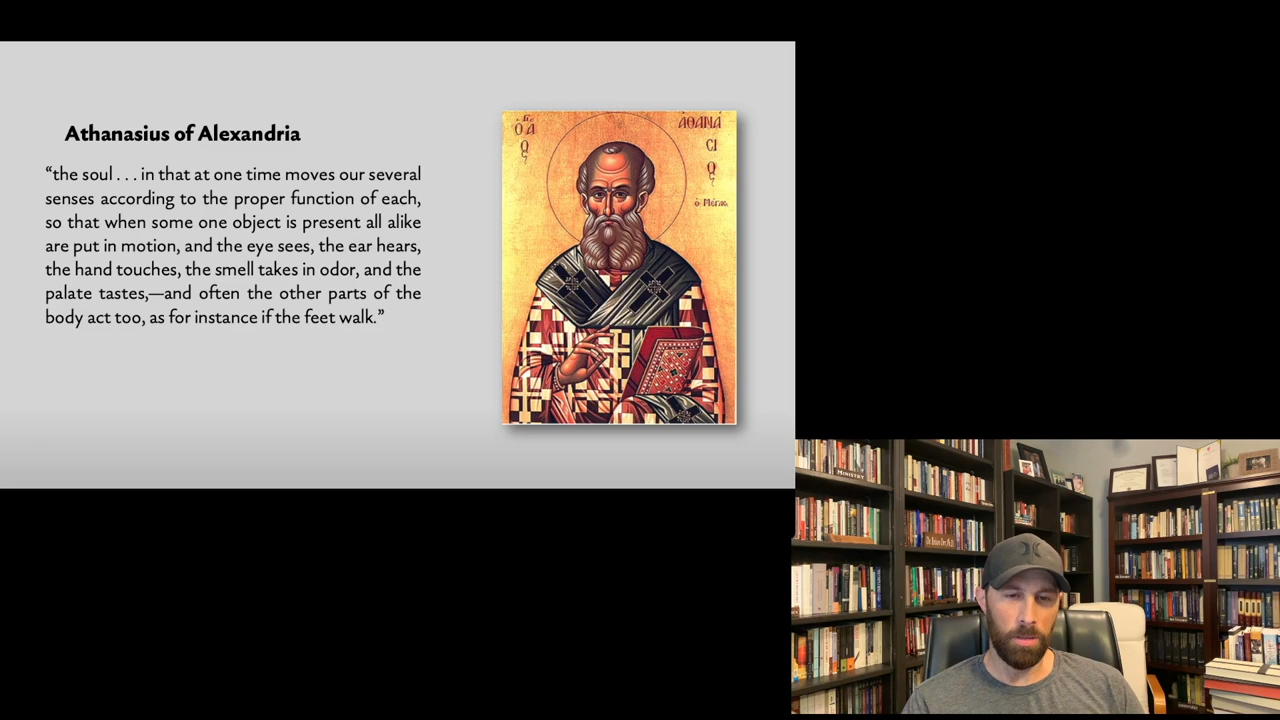 Athanasius of Alexandria
“the soul . . . in that at one time moves our several
senses according to the proper function of each,
so that when some one object is present all alike
are put in motion, and the eye sees, the ear hears,
the hand touches, the smell takes in odor, and the
palate tastes,—and often the other parts of the
body act too, as for instance if the feet walk.”
ὁ Α
ἈΘΑΝΆ
CΙ
ὁ Μέγας
MINISTRY